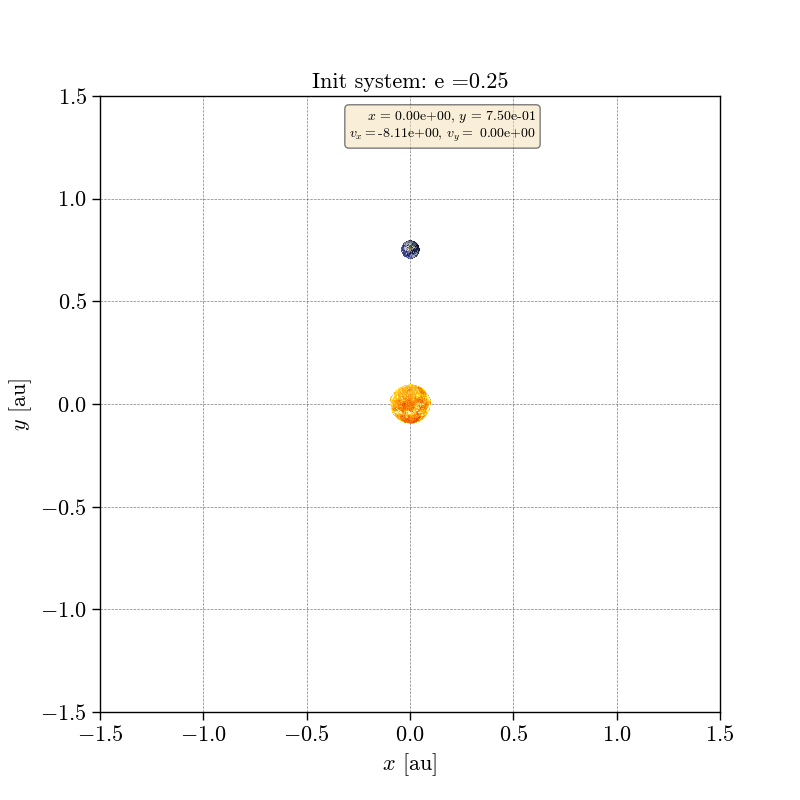 Init system: e =0.25
x = 0.00e+00, y = 7.50e-01
vₓ = -8.11e+00, v_y = 0.00e+00
1.5
1.0
0.5
0.0
−0.5
−1.0
−1.5
y [au]
−1.5 −1.0 −0.5 0.0 0.5 1.0 1.5
x [au]